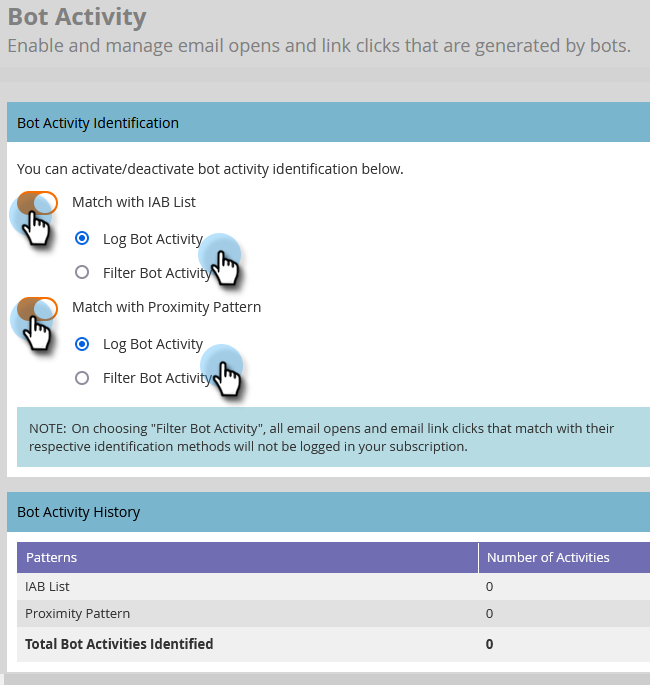 Bot Activity
Enable and manage email opens and link clicks that are generated by bots.
Bot Activity Identification
You can activate/deactivate bot activity identification below.
Match with IAB List
Log Bot Activity
Filter Bot Activity
Match with Proximity Pattern
Log Bot Activity
Filter Bot Activity
NOTE: On choosing "Filter Bot Activity", all email opens and email link clicks that match with their
respective identification methods will not be logged in your subscription.
Bot Activity History
Patterns Number of Activities
IAB List 0
Proximity Pattern 0
Total Bot Activities Identified 0